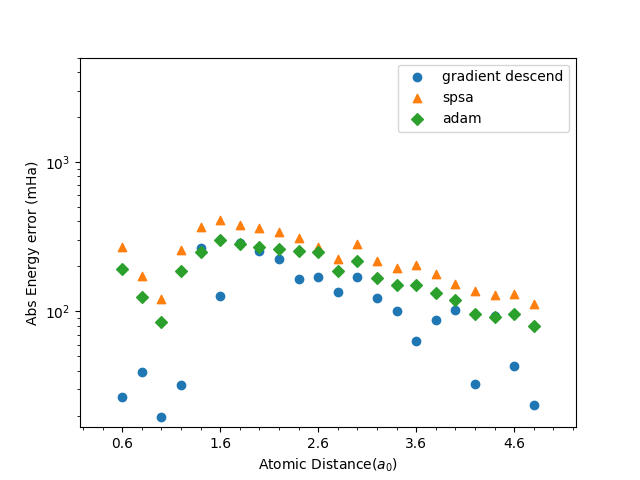 gradient descend
spsa
adam
10³
10²
Abs Energy error (mHa)
0.6 1.6 2.6 3.6 4.6
Atomic Distance(a₀)